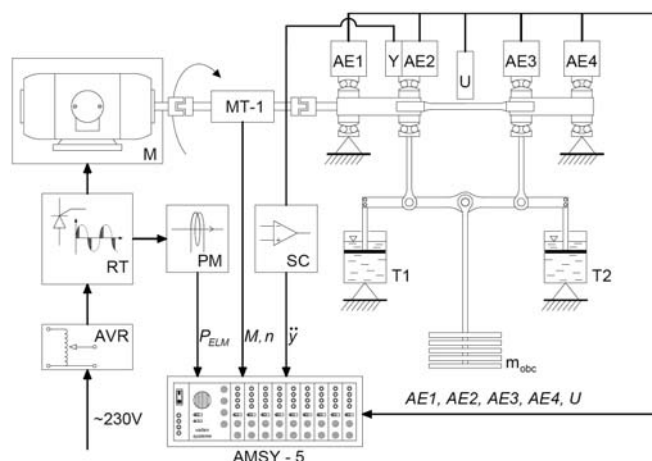 AE1
Y
AE2
AE3
AE4
U
MT-1
M
RT
PM
SC
T1
T2
AVR
P_ELM
M, n
ÿ
m_obc
~230V
AE1, AE2, AE3, AE4, U
AMSY - 5